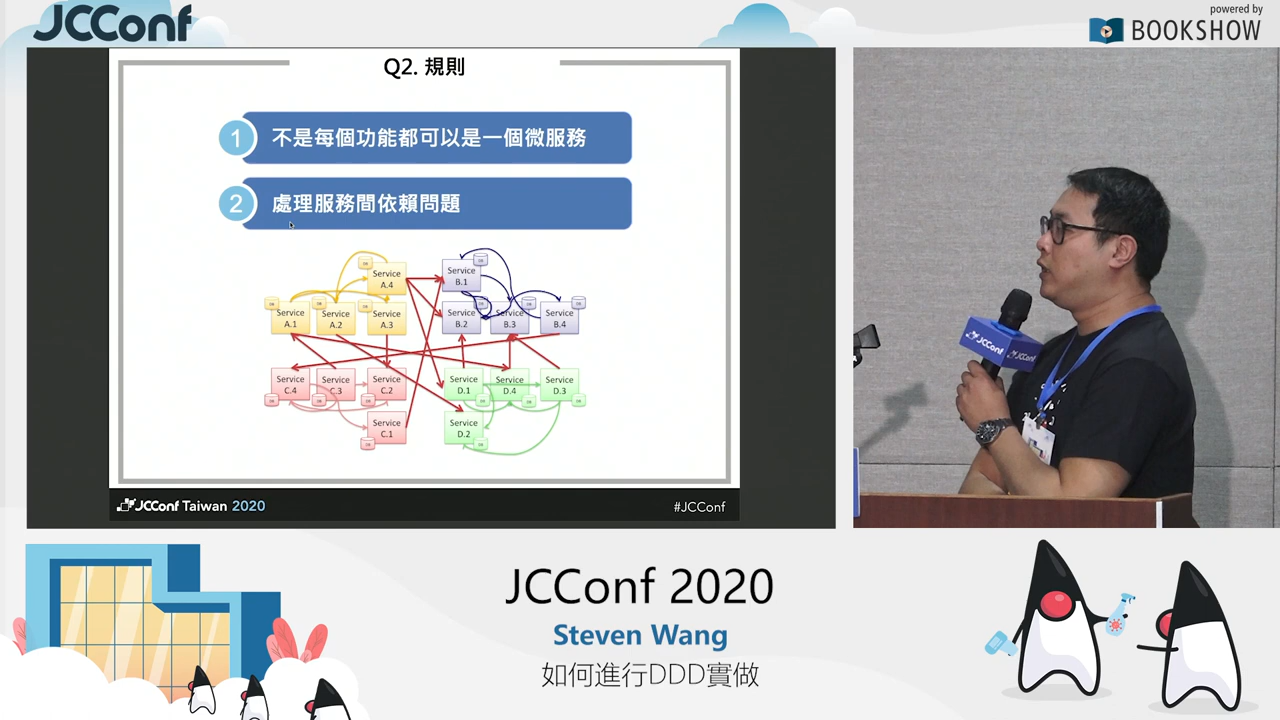 JCConf
powered by
BOOKSHOW
Q2. 規則
1 不是每個功能都可以是一個微服務
2 處理服務間依賴問題
Service A.4
Service B.1
Service A.1
Service A.2
Service A.3
Service B.2
Service B.3
Service B.4
Service C.4
Service C.3
Service C.2
Service D.1
Service D.4
Service D.3
Service C.1
Service D.2
JCConf Taiwan 2020
#JCConf
JCConf
JCConf
JCConf 2020
Steven Wang
如何進行DDD實做